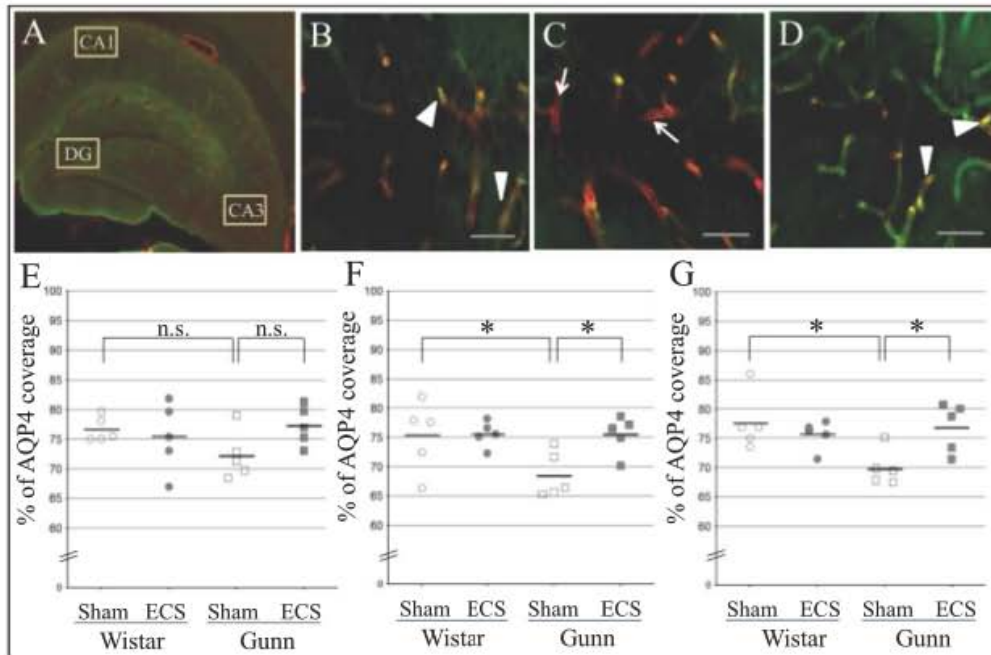 A
CA1
DG
CA3
B
C
D
E
% of AQP4 coverage
100
95
90
85
80
75
70
65
60
0
n.s.
n.s.
Sham ECS Sham ECS
Wistar Gunn
F
% of AQP4 coverage
100
95
90
85
80
75
70
65
60
0
*
*
Sham ECS Sham ECS
Wistar Gunn
G
% of AQP4 coverage
100
95
90
85
80
75
70
65
60
0
*
*
Sham ECS Sham ECS
Wistar Gunn